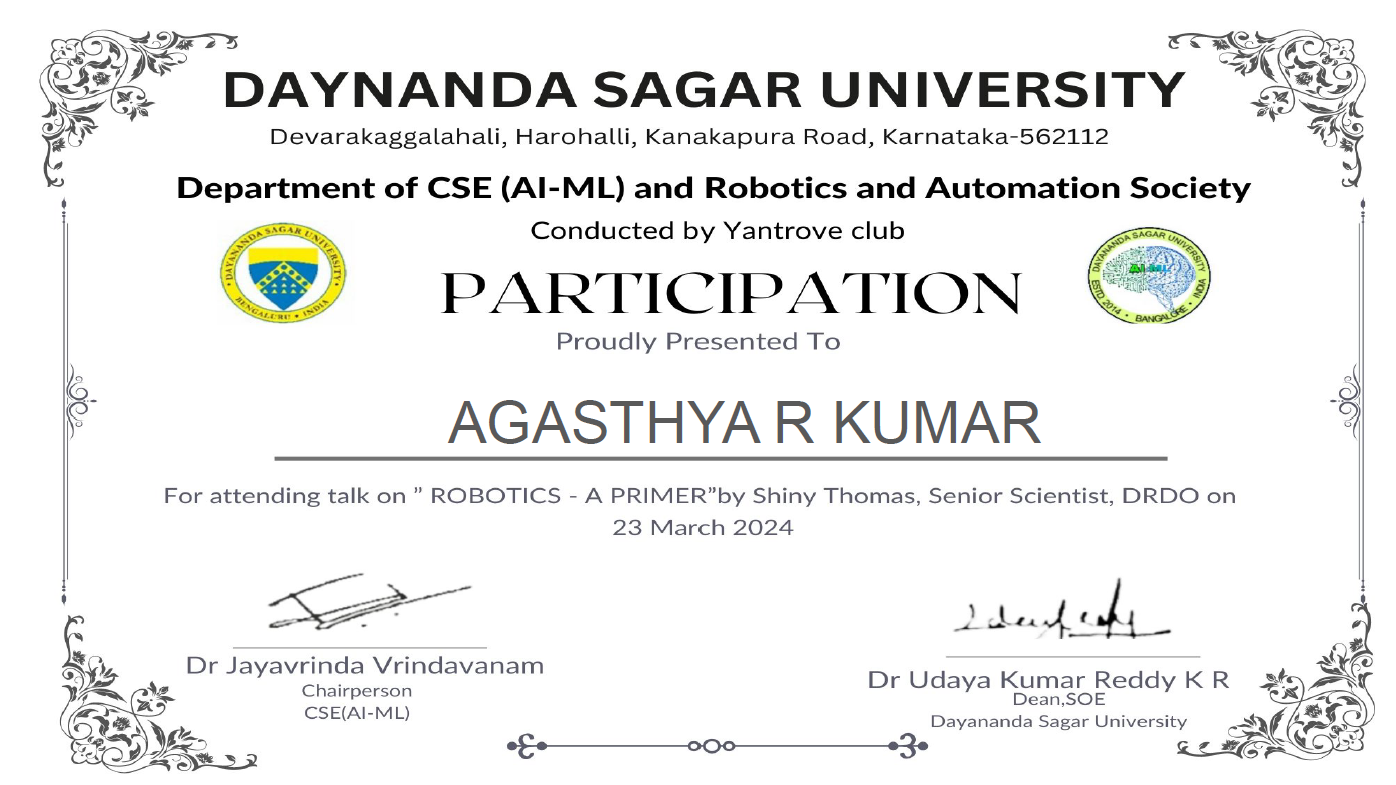 DAYNANDA SAGAR UNIVERSITY
Devarakaggalahali, Harohalli, Kanakapura Road, Karnataka-562112
Department of CSE (AI-ML) and Robotics and Automation Society
Conducted by Yantrove club
DAYANANDA SAGAR UNIVERSITY
BENGALURU • INDIA
PARTICIPATION
DAYANANDA SAGAR UNIVERSITY
AI-ML
ESTD 2014 • BANGALORE • INDIA
Proudly Presented To
AGASTHYA R KUMAR
For attending talk on ” ROBOTICS - A PRIMER”by Shiny Thomas, Senior Scientist, DRDO on
23 March 2024
Dr Jayavrinda Vrindavanam
Chairperson
CSE(AI-ML)
Dr Udaya Kumar Reddy K R
Dean,SOE
Dayananda Sagar University